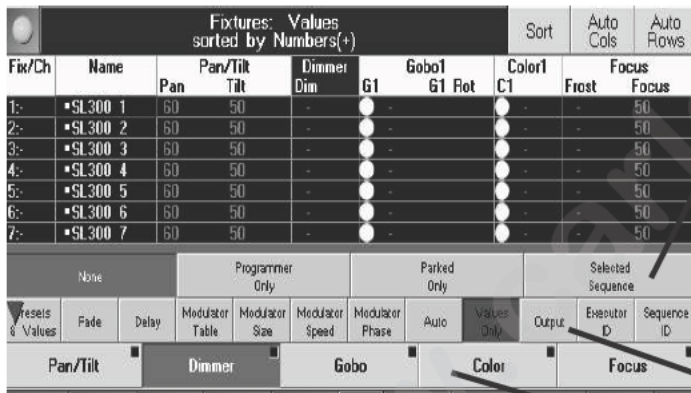 Fixtures: Values
sorted by Numbers(+)
Sort
Auto Cols
Auto Rows
Fix/Ch Name Pan/Tilt Dimmer Gobo1 Color1 Focus
Pan Tilt Dim G1 G1 Rot C1 Frost Focus
1:- SL300 1 60 50 - - - - 50
2:- SL300 2 60 50 - - - - 50
3:- SL300 3 60 50 - - - - 50
4:- SL300 4 60 50 - - - - 50
5:- SL300 5 60 50 - - - - 50
6:- SL300 6 60 50 - - - - 50
7:- SL300 7 60 50 - - - - 50
None
Programmer Only
Parked Only
Selected Sequence
Presets & Values
Fade
Delay
Modulator Table
Modulator Size
Modulator Speed
Modulator Phase
Auto
Values Only
Output
Executor ID
Sequence ID
Pan/Tilt Dimmer Gobo Color Focus